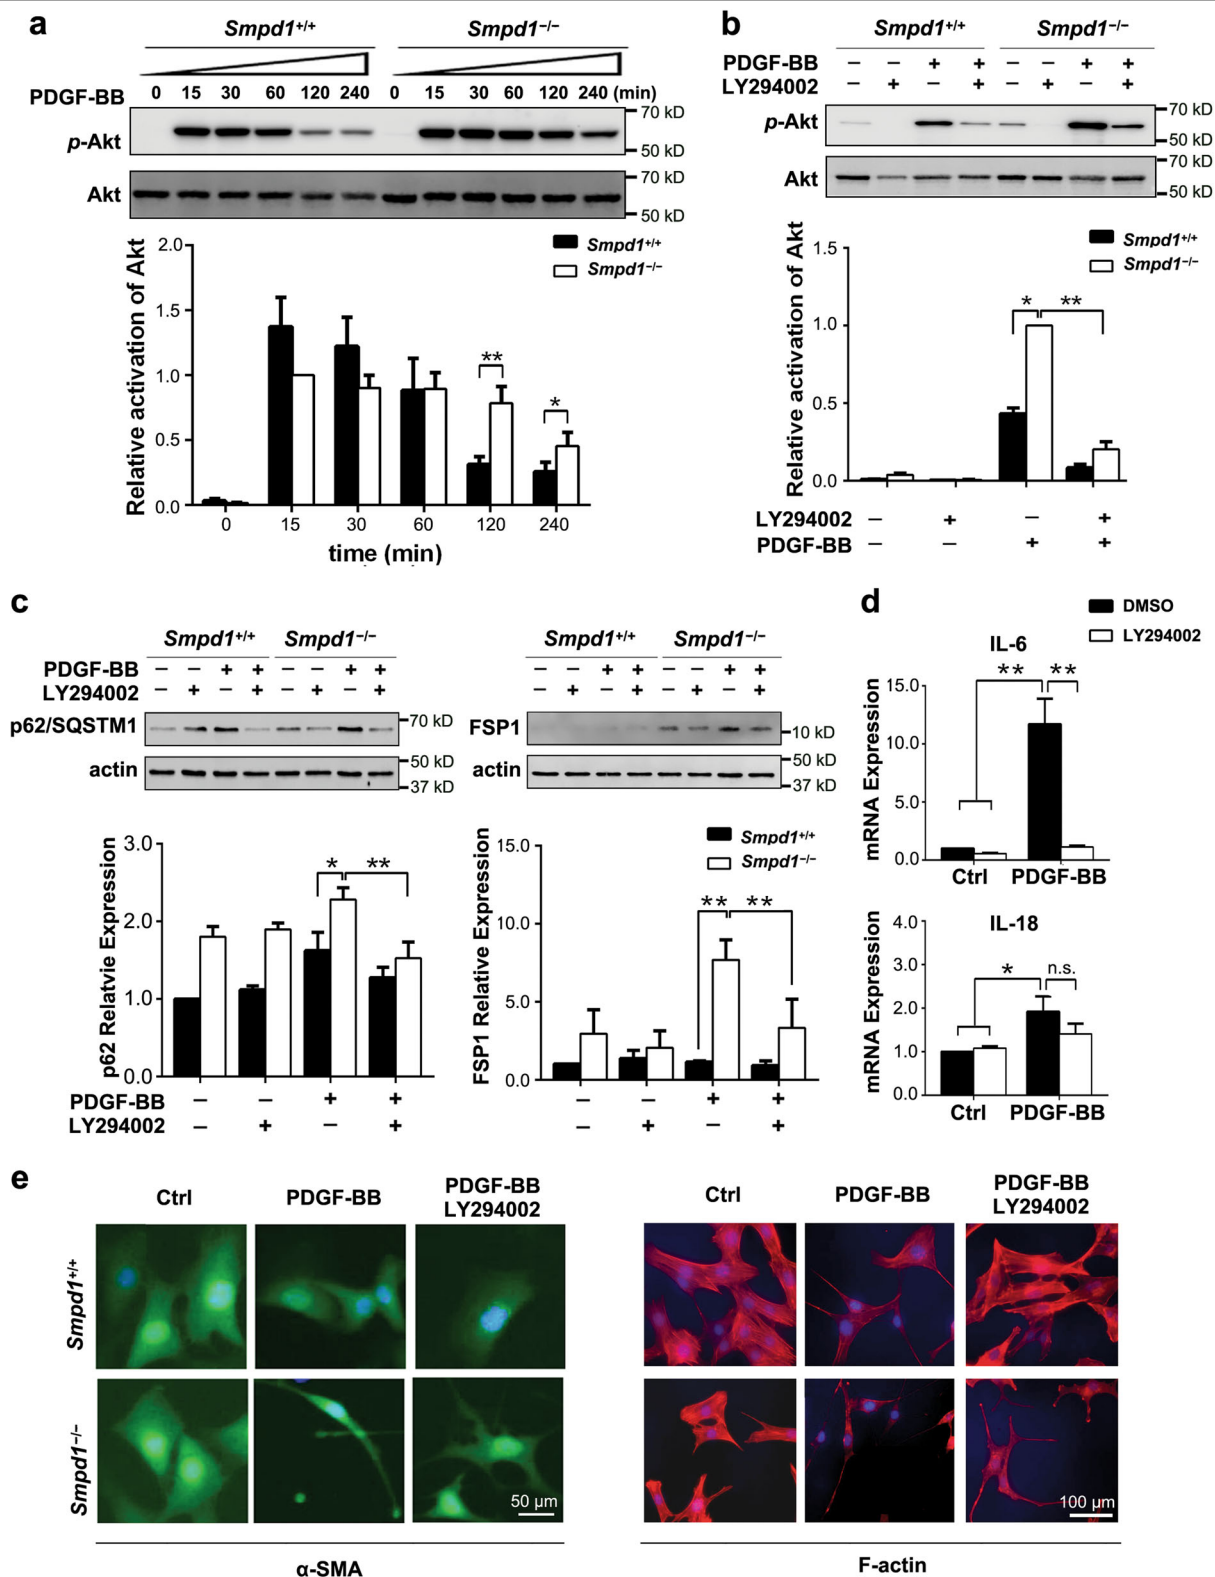 a
Smpd1+/+ Smpd1−/−
PDGF-BB 0 15 30 60 120 240 0 15 30 60 120 240 (min)
p-Akt
70 kD
50 kD
Akt
70 kD
50 kD
Smpd1+/+
Smpd1−/−
Relative activation of Akt
2.0
1.5
1.0
0.5
0.0
**
*
0 15 30 60 120 240
time (min)
b
Smpd1+/+ Smpd1−/−
PDGF-BB − − + + − − + +
LY294002 − + − + − + − +
p-Akt
70 kD
50 kD
Akt
70 kD
50 kD
Smpd1+/+
Smpd1−/−
Relative activation of Akt
1.5
1.0
0.5
0.0
* **
LY294002 − + − +
PDGF-BB − − + +
c
Smpd1+/+ Smpd1−/−
PDGF-BB − − + + − − + +
LY294002 − + − + − + − +
p62/SQSTM1
70 kD
actin
50 kD
37 kD
p62 Relatvie Expression
3.0
2.0
1.0
0.0
* **
PDGF-BB − − + +
LY294002 − + − +
Smpd1+/+ Smpd1−/−
− − + + − − + +
− + − + − + − +
FSP1
10 kD
actin
50 kD
37 kD
Smpd1+/+
Smpd1−/−
FSP1 Relative Expression
15.0
10.0
5.0
0.0
** **
− − + +
− + − +
d
DMSO
LY294002
IL-6
** **
mRNA Expression
15.0
10.0
5.0
0.0
Ctrl PDGF-BB
IL-18
* n.s.
mRNA Expression
4.0
3.0
2.0
1.0
0.0
Ctrl PDGF-BB
e
Ctrl PDGF-BB PDGF-BB
LY294002
Smpd1+/+
Smpd1−/−
50 µm
α-SMA
Ctrl PDGF-BB PDGF-BB
LY294002
100 µm
F-actin